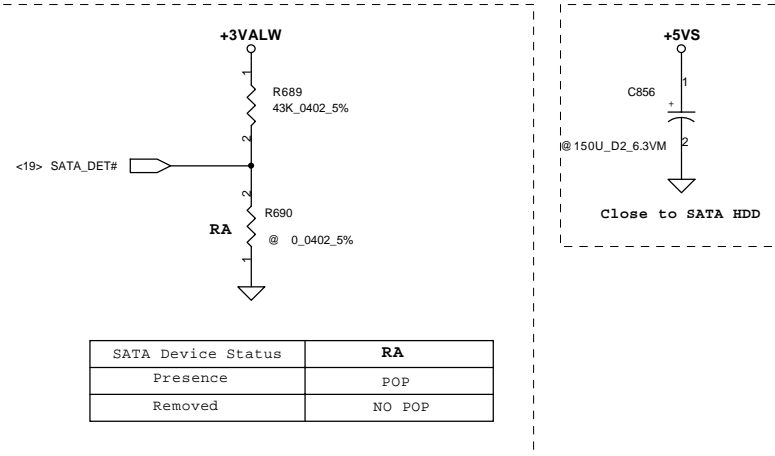 +3VALW
1
R689
43K_0402_5%
2
<19> SATA_DET#
2
R690
RA
@ 0_0402_5%
1
SATA Device Status RA
Presence POP
Removed NO POP
+5VS
1
C856
+
@150U_D2_6.3VM
2
Close to SATA HDD